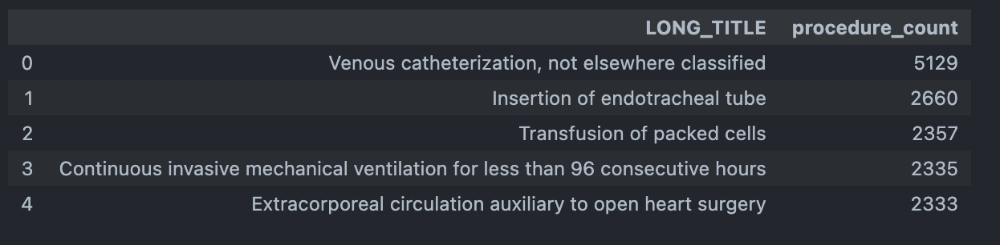 LONG_TITLE procedure_count
0 Venous catheterization, not elsewhere classified 5129
1 Insertion of endotracheal tube 2660
2 Transfusion of packed cells 2357
3 Continuous invasive mechanical ventilation for less than 96 consecutive hours 2335
4 Extracorporeal circulation auxiliary to open heart surgery 2333